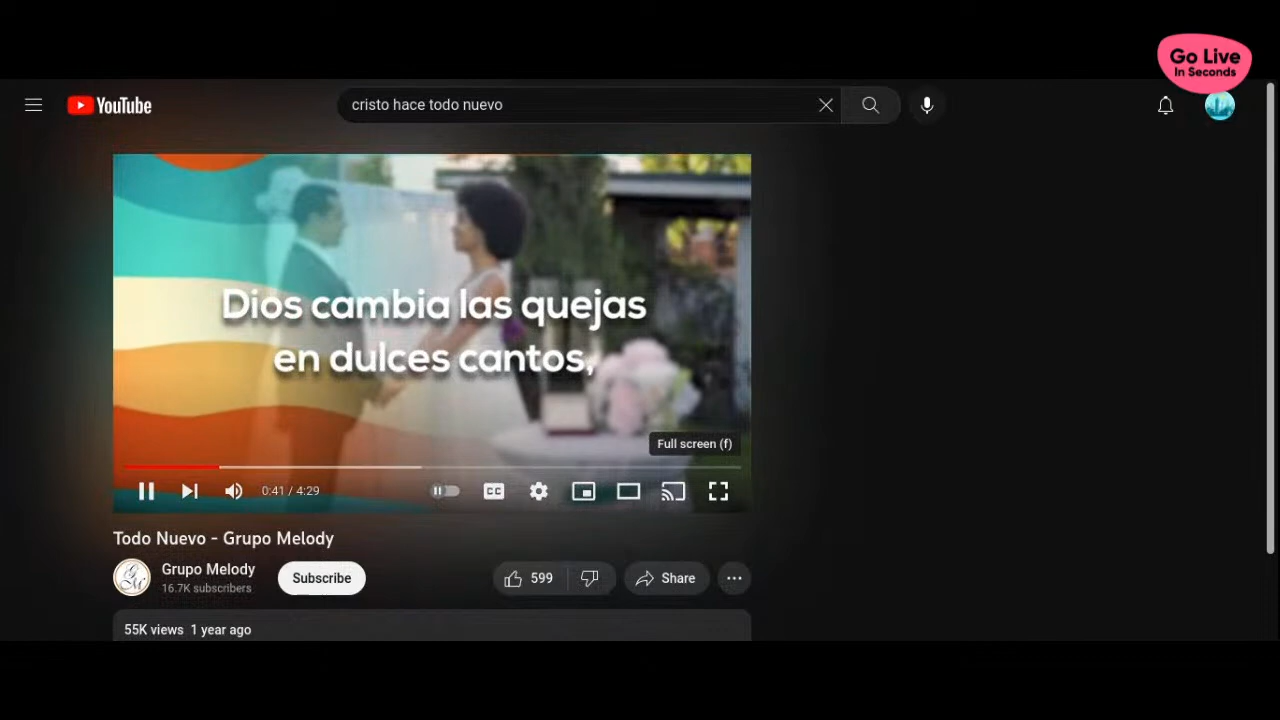 Go Live
In Seconds
YouTube
cristo hace todo nuevo
Dios cambia las quejas
en dulces cantos,
Full screen (f)
0:41 / 4:29
CC
Todo Nuevo - Grupo Melody
GM
Grupo Melody
16.7K subscribers
Subscribe
599
Share
55K views 1 year ago